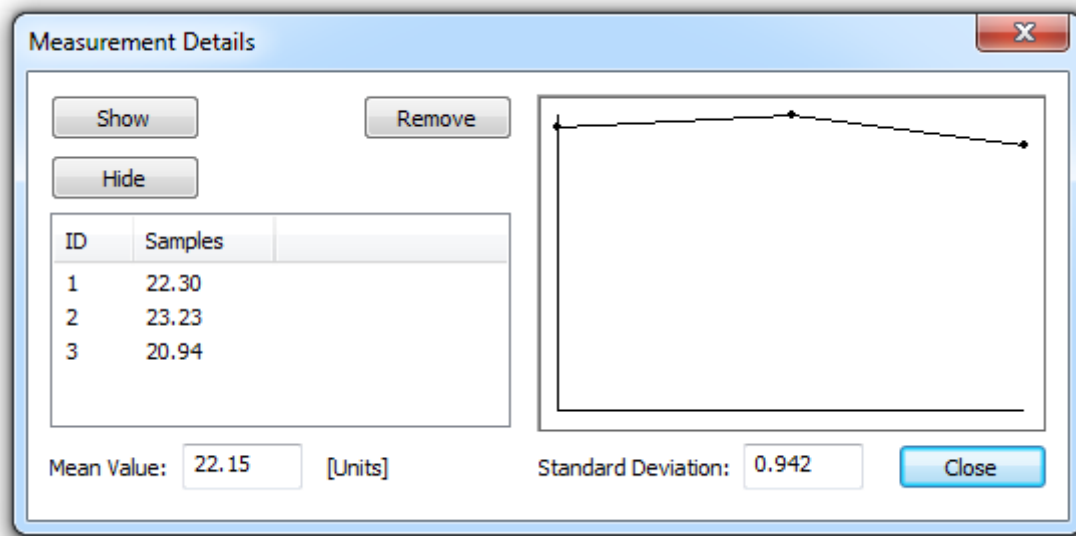 Measurement Details
Show
Remove
Hide
ID Samples
1 22.30
2 23.23
3 20.94
Mean Value: 22.15 [Units]
Standard Deviation: 0.942
Close